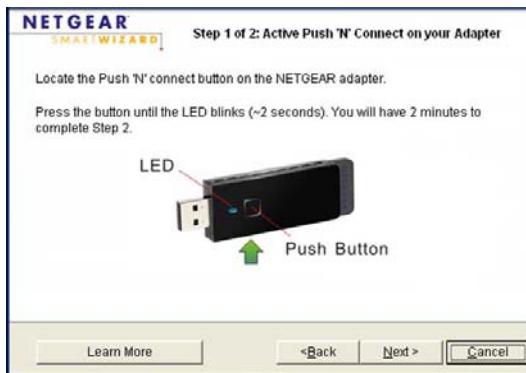 NETGEAR
SMARTWIZARD
Step 1 of 2: Active Push 'N' Connect on your Adapter
Locate the Push 'N' connect button on the NETGEAR adapter.
Press the button until the LED blinks (~2 seconds). You will have 2 minutes to
complete Step 2.
LED
Push Button
Learn More
<Back
Next >
Cancel